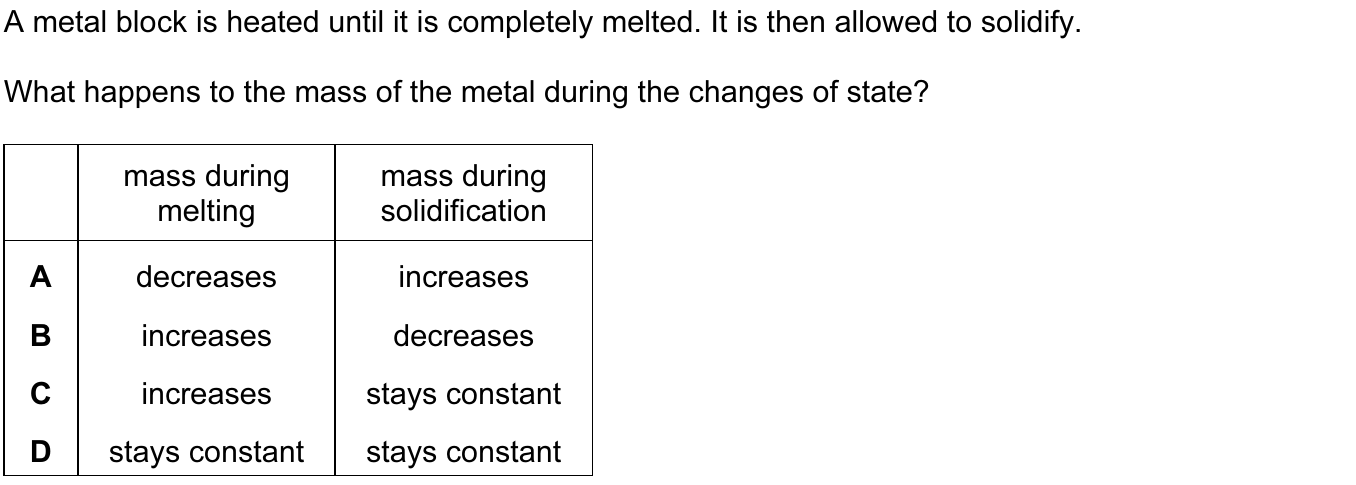 A metal block is heated until it is completely melted. It is then allowed to solidify.
What happens to the mass of the metal during the changes of state?
mass during melting mass during solidification
A decreases increases
B increases decreases
C increases stays constant
D stays constant stays constant